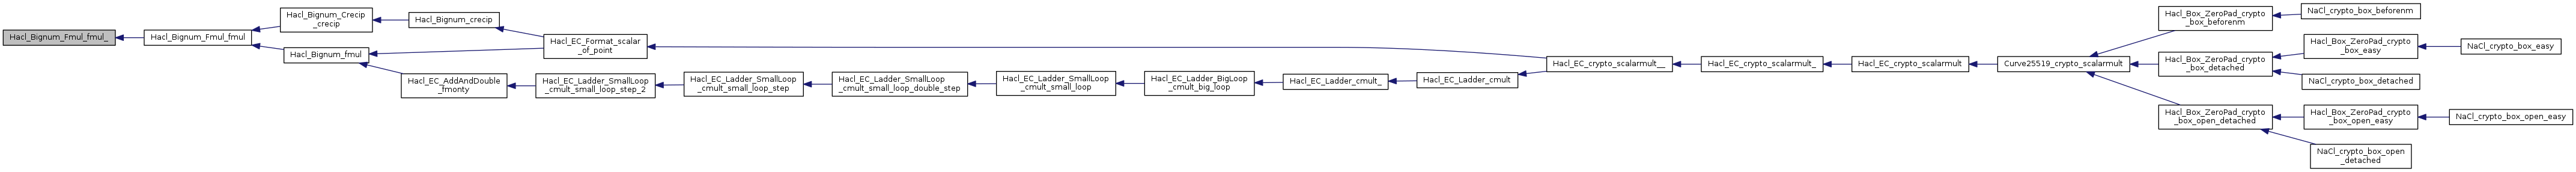 Hacl_Bignum_Fmul_fmul_
Hacl_Bignum_Fmul_fmul
Hacl_Bignum_Crecip
_crecip
Hacl_Bignum_fmul
Hacl_Bignum_crecip
Hacl_EC_AddAndDouble
_fmonty
Hacl_EC_Format_scalar
_of_point
Hacl_EC_Ladder_SmallLoop
_cmult_small_loop_step_2
Hacl_EC_Ladder_SmallLoop
_cmult_small_loop_step
Hacl_EC_Ladder_SmallLoop
_cmult_small_loop_double_step
Hacl_EC_Ladder_SmallLoop
_cmult_small_loop
Hacl_EC_Ladder_BigLoop
_cmult_big_loop
Hacl_EC_Ladder_cmult_
Hacl_EC_Ladder_cmult
Hacl_EC_crypto_scalarmult__
Hacl_EC_crypto_scalarmult_
Hacl_EC_crypto_scalarmult
Curve25519_crypto_scalarmult
Hacl_Box_ZeroPad_crypto
_box_beforenm
NaCl_crypto_box_beforenm
Hacl_Box_ZeroPad_crypto
_box_detached
Hacl_Box_ZeroPad_crypto
_box_easy
NaCl_crypto_box_easy
NaCl_crypto_box_detached
Hacl_Box_ZeroPad_crypto
_box_open_detached
Hacl_Box_ZeroPad_crypto
_box_open_easy
NaCl_crypto_box_open_easy
NaCl_crypto_box_open
_detached